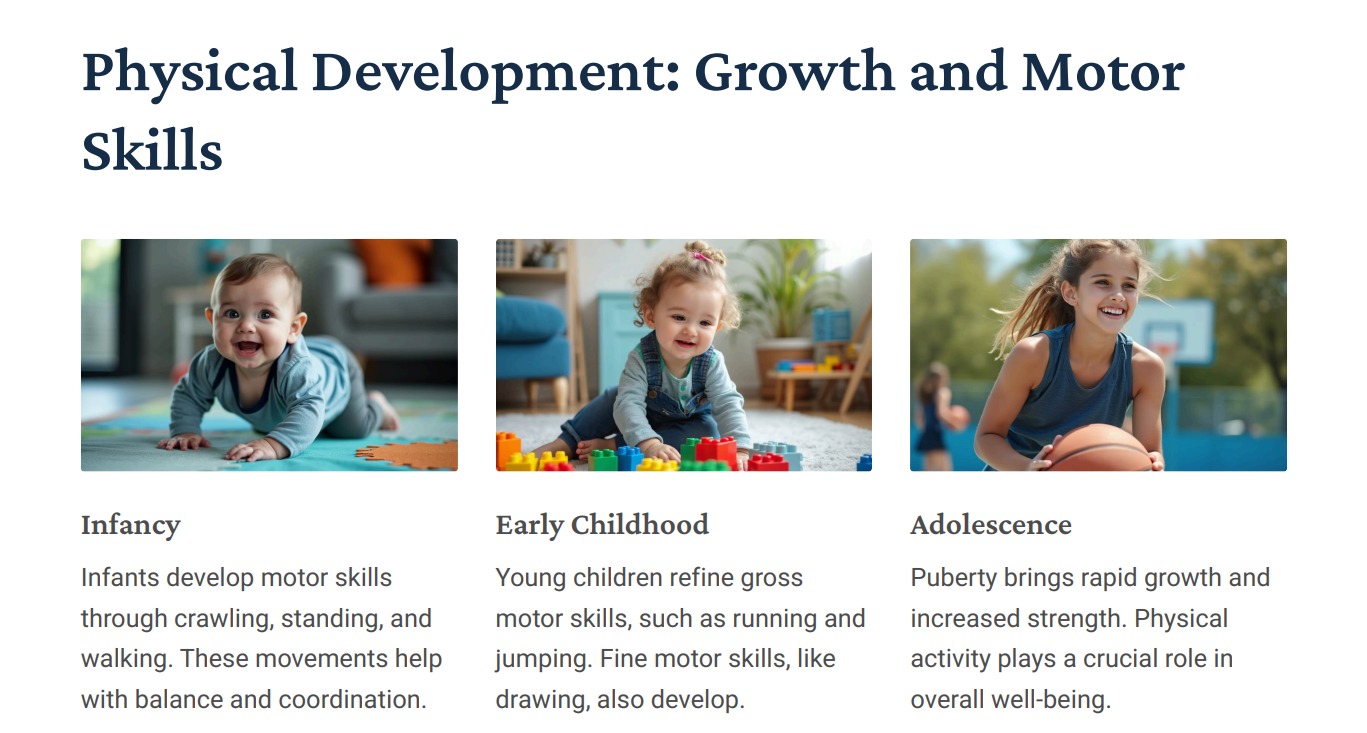 Physical Development: Growth and Motor
Skills
Infancy
Infants develop motor skills
through crawling, standing, and
walking. These movements help
with balance and coordination.
Early Childhood
Young children refine gross
motor skills, such as running and
jumping. Fine motor skills, like
drawing, also develop.
Adolescence
Puberty brings rapid growth and
increased strength. Physical
activity plays a crucial role in
overall well-being.